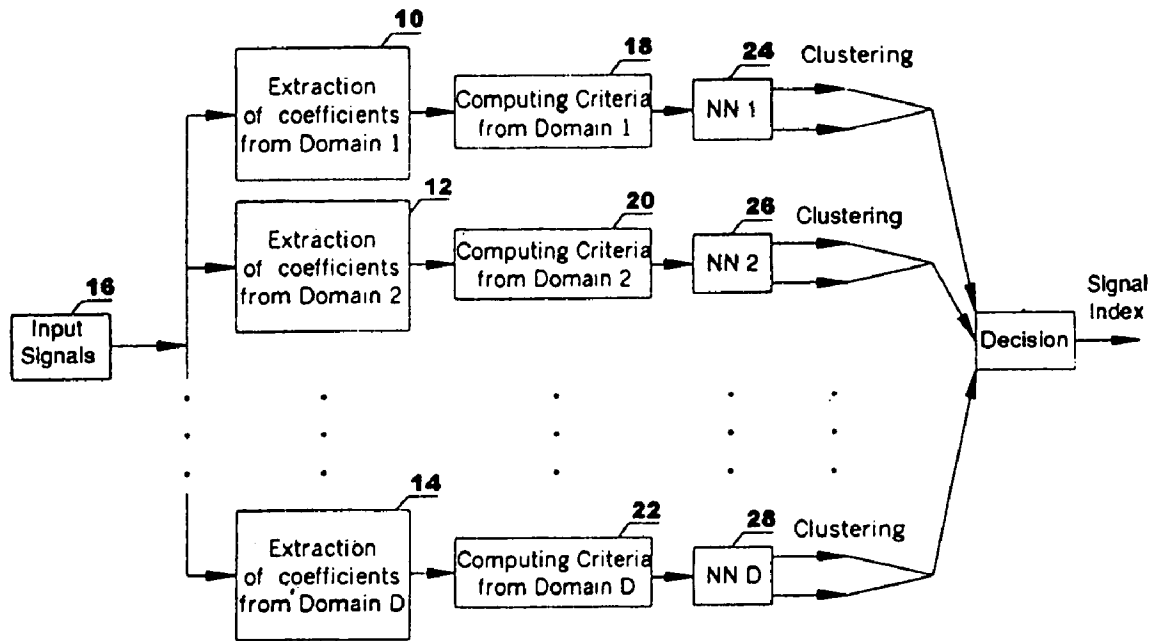 10
Extraction
of coefficients
from Domain 1
18
Computing Criteria
from Domain 1
24
NN 1
Clustering
12
Extraction
of coefficients
from Domain 2
20
Computing Criteria
from Domain 2
26
NN 2
Clustering
16
Input
Signals
Signal
Index
Decision
14
Extraction
of coefficients
from Domain D
22
Computing Criteria
from Domain D
28
NN D
Clustering